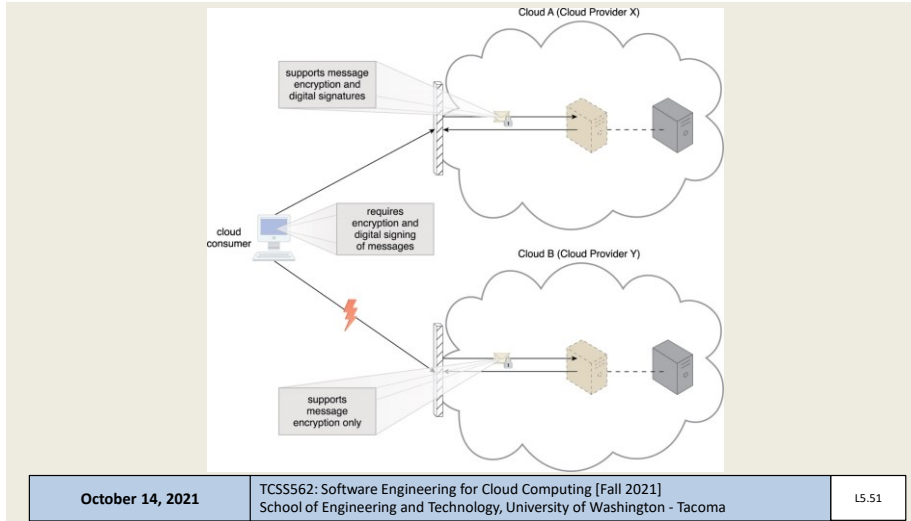 Cloud A (Cloud Provider X)
supports message
encryption and
digital signatures
requires
encryption and
digital signing
of messages
cloud
consumer
Cloud B (Cloud Provider Y)
supports
message
encryption only
October 14, 2021
TCSS562: Software Engineering for Cloud Computing [Fall 2021]
School of Engineering and Technology, University of Washington - Tacoma
L5.51